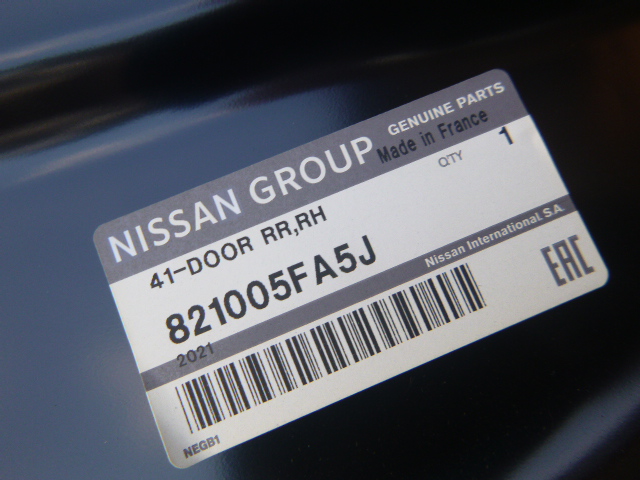 NISSAN GROUP GENUINE PARTS
Made in France
41-DOOR RR,RH QTY 1
821005FA5J
2021 Nissan International S.A.
EAC
NEGB1